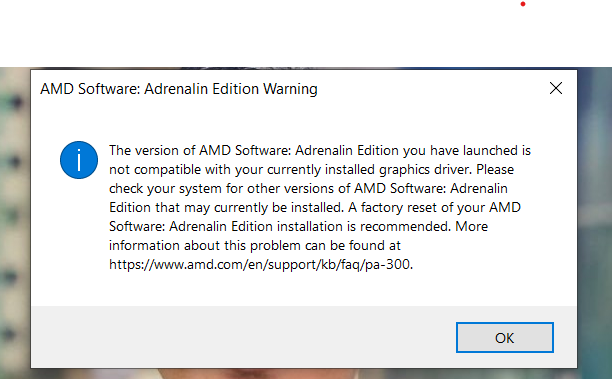 AMD Software: Adrenalin Edition Warning
The version of AMD Software: Adrenalin Edition you have launched is
not compatible with your currently installed graphics driver. Please
check your system for other versions of AMD Software: Adrenalin
Edition that may currently be installed. A factory reset of your AMD
Software: Adrenalin Edition installation is recommended. More
information about this problem can be found at
https://www.amd.com/en/support/kb/faq/pa-300.
OK